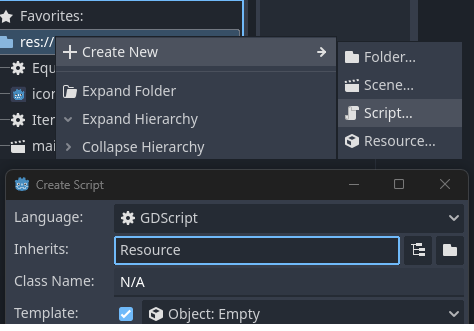 Favorites:
res://
Create New
Folder...
Equ
Scene...
icor
Expand Folder
Script...
Iter
Expand Hierarchy
Resource...
mai
Collapse Hierarchy
Create Script
Language: GDScript
Inherits: Resource
Class Name: N/A
Template: Object: Empty